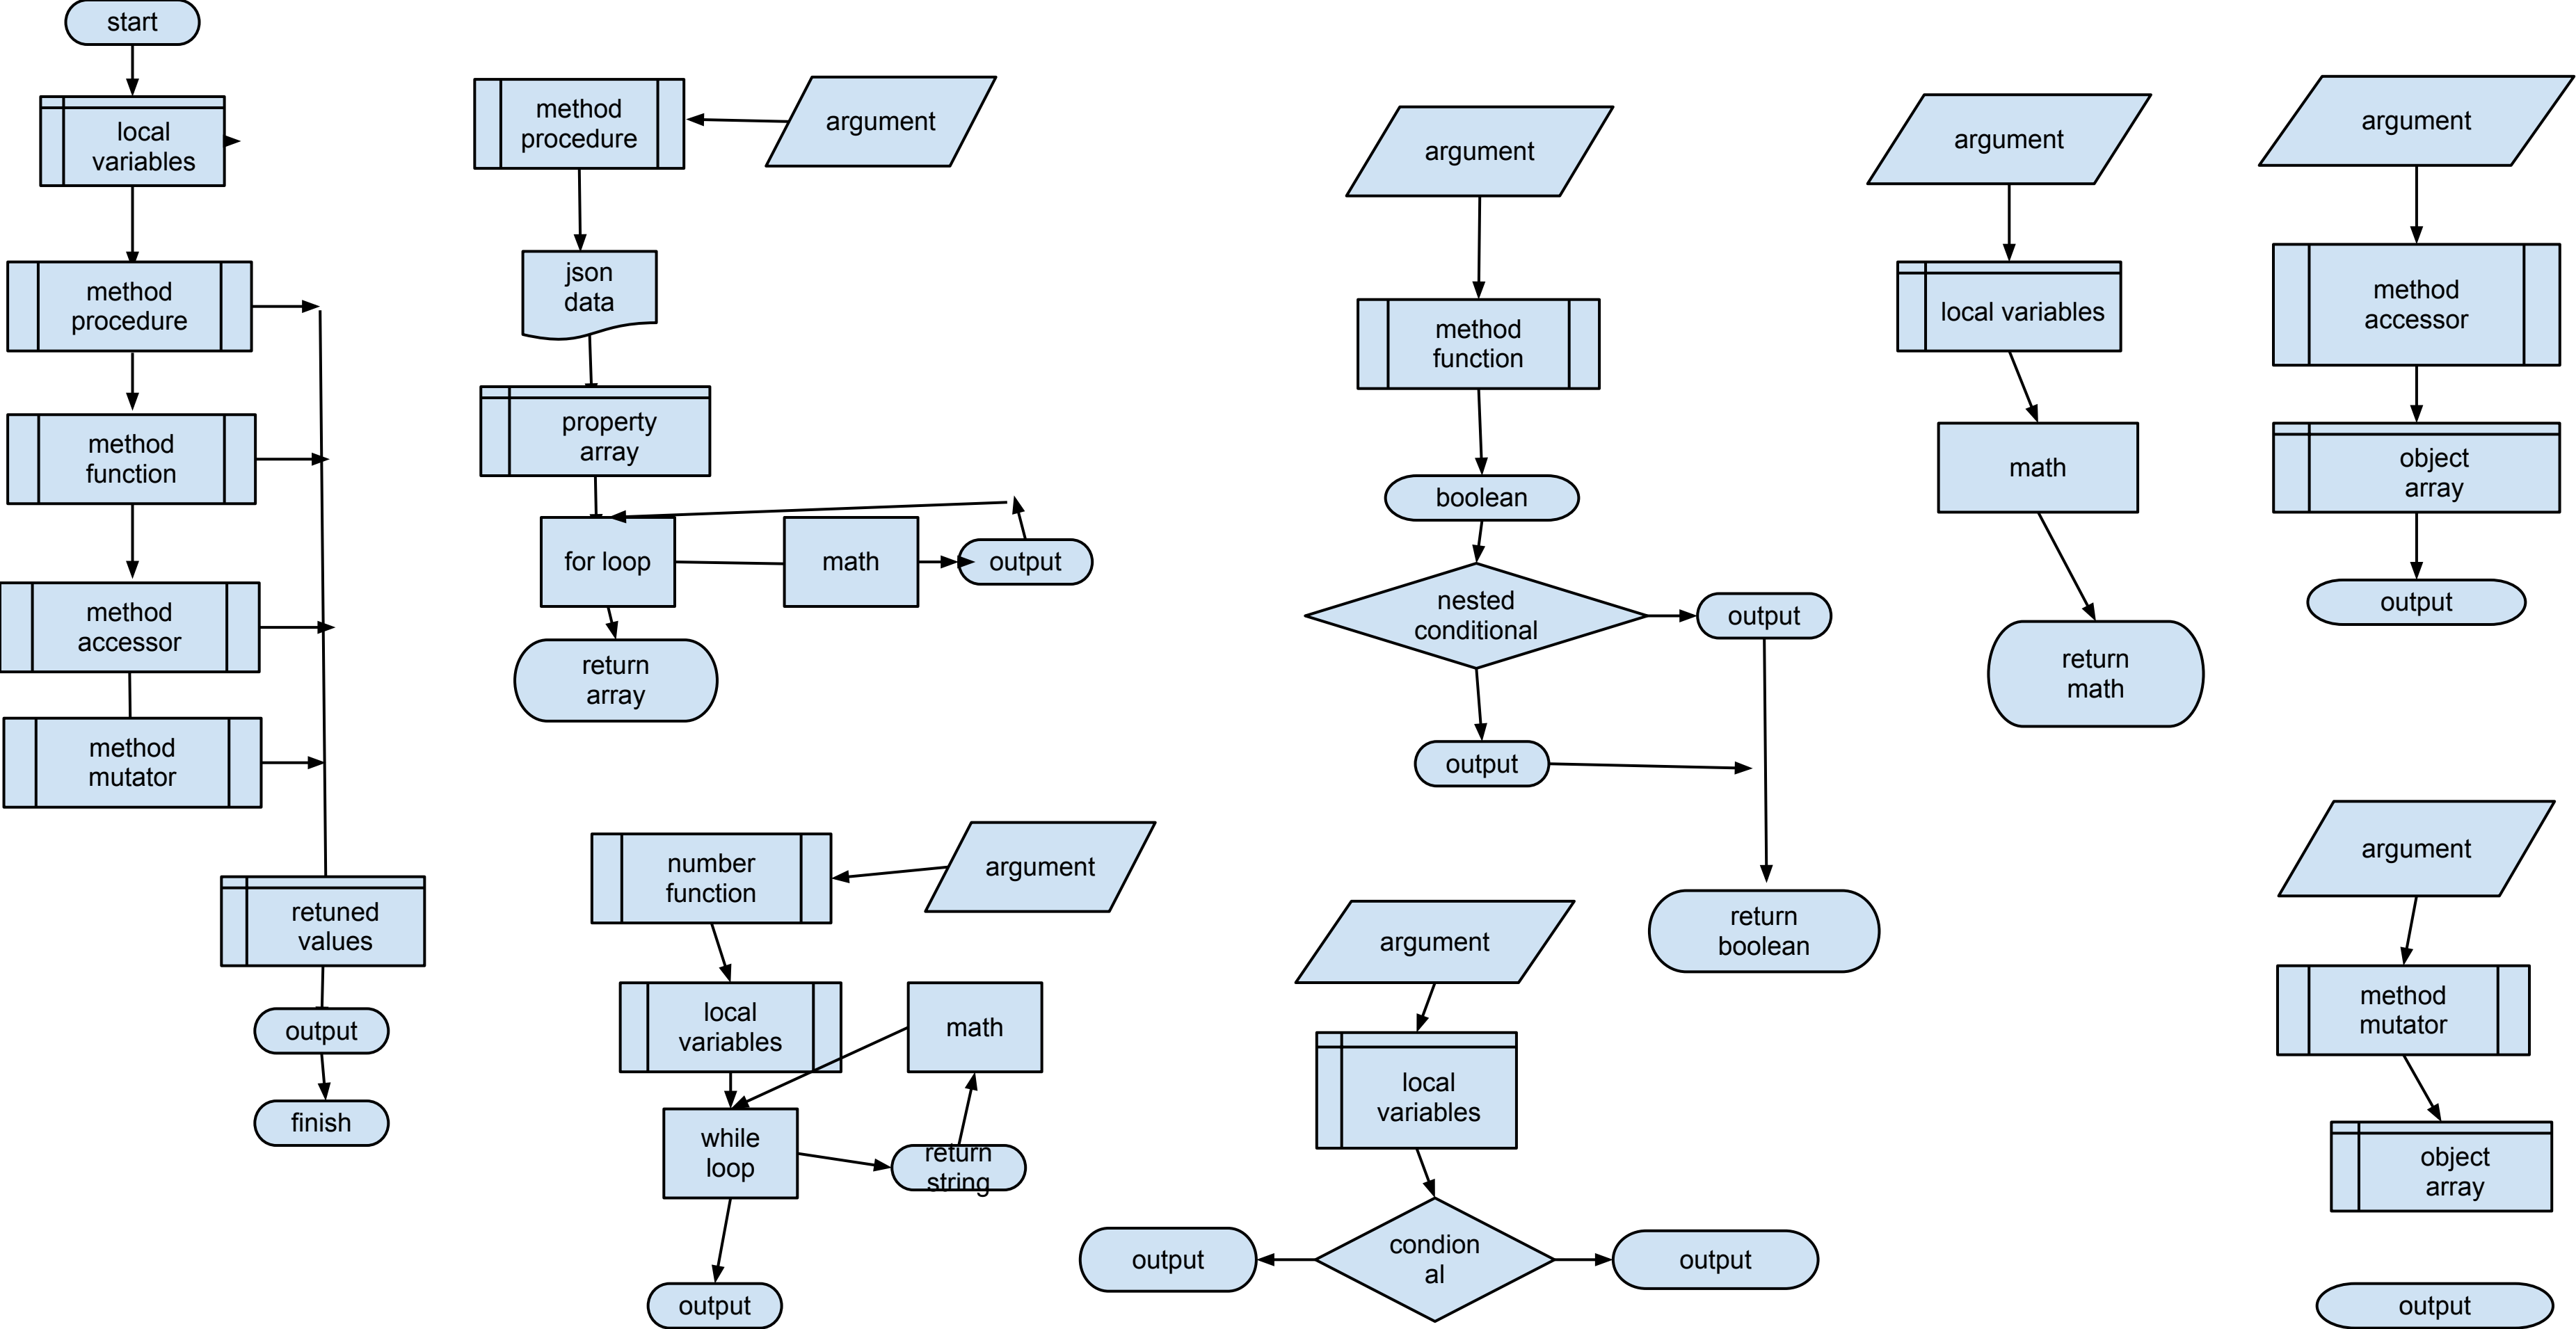 start
local
variables
method
procedure
method
function
method
accessor
method
mutator
retuned
values
output
finish
method
procedure
argument
json
data
property
array
for loop
math
output
return
array
number
function
argument
local
variables
math
while
loop
return
string
output
argument
method
function
boolean
nested
conditional
output
output
return
boolean
argument
local
variables
condion
al
output
output
argument
local variables
math
return
math
argument
method
accessor
object
array
output
argument
method
mutator
object
array
output